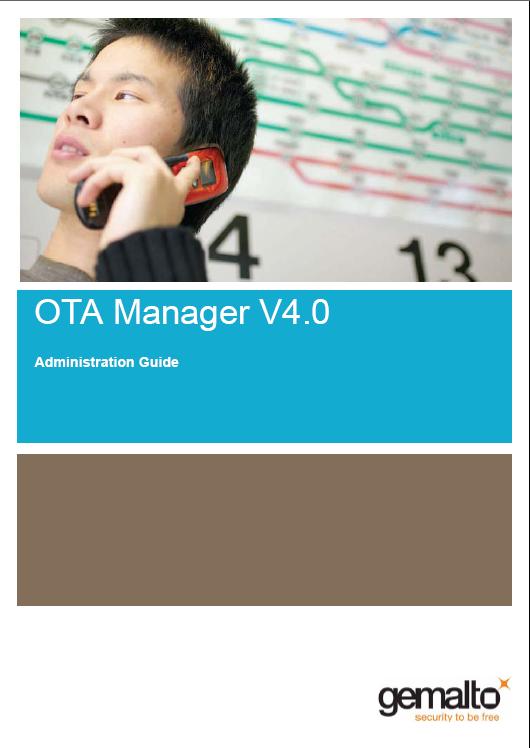 4
13
OTA Manager V4.0
Administration Guide
gemalto
security to be free